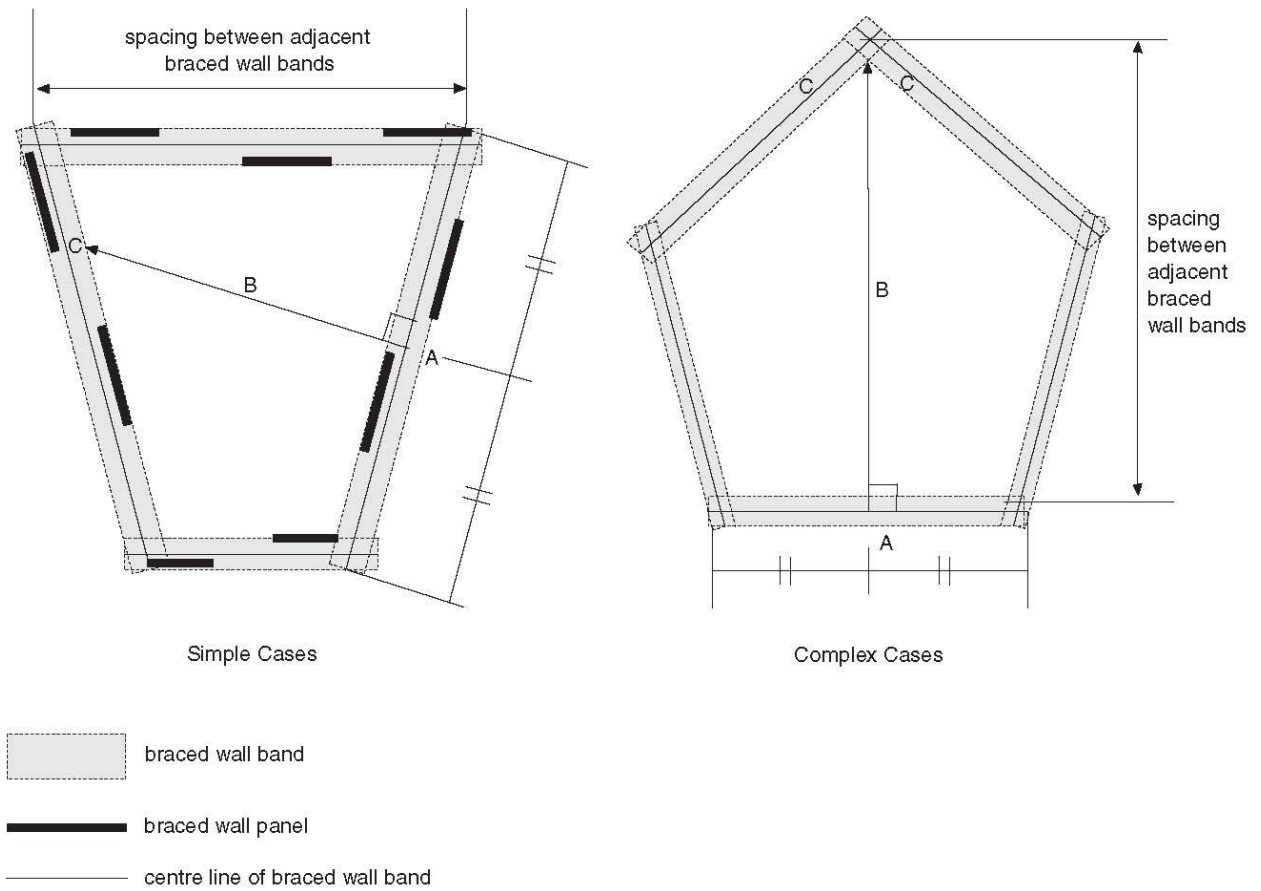 spacing between adjacent
braced wall bands
C
B
A
Simple Cases
C
C
B
A
spacing
between
adjacent
braced
wall bands
Complex Cases
braced wall band
braced wall panel
centre line of braced wall band